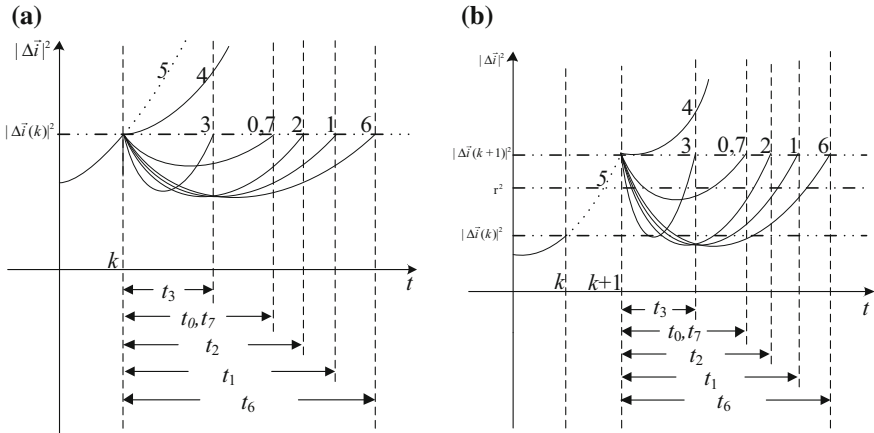 (a)
|Δi⃗|²
5
4
|Δi⃗(k)|²
3
0,7
2
1
6
k
t
t₃
t₀,t₇
t₂
t₁
t₆
(b)
|Δi⃗|²
4
|Δi⃗(k+1)|²
3
0,7
2
1
6
5
r²
|Δi⃗(k)|²
k
k+1
t
t₃
t₀,t₇
t₂
t₁
t₆